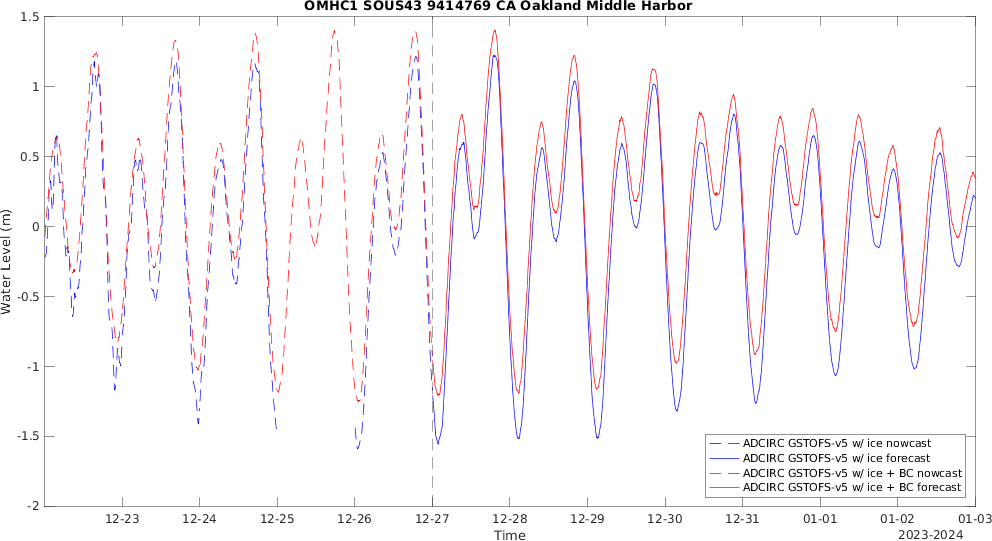 OMHC1 SOUS43 9414769 CA Oakland Middle Harbor
1.5
1
0.5
0
-0.5
-1
-1.5
-2
Water Level (m)
12-23 12-24 12-25 12-26 12-27 12-28 12-29 12-30 12-31 01-01 01-02 01-03
2023-2024
Time
ADCIRC GSTOFS-v5 w/ ice nowcast
ADCIRC GSTOFS-v5 w/ ice forecast
ADCIRC GSTOFS-v5 w/ ice + BC nowcast
ADCIRC GSTOFS-v5 w/ ice + BC forecast